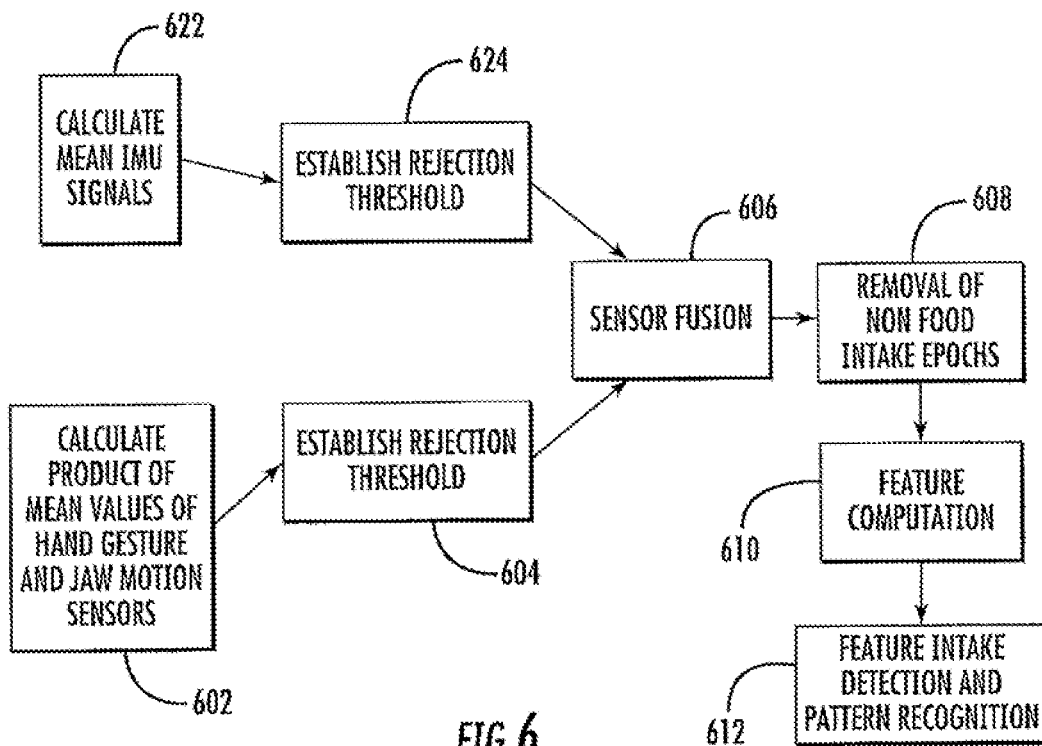 622
CALCULATE
MEAN IMU
SIGNALS
624
ESTABLISH REJECTION
THRESHOLD
606
SENSOR FUSION
608
REMOVAL OF
NON FOOD
INTAKE EPOCHS
CALCULATE
PRODUCT OF
MEAN VALUES OF
HAND GESTURE
AND JAW MOTION
SENSORS
602
ESTABLISH REJECTION
THRESHOLD
604
FEATURE
COMPUTATION
610
FEATURE INTAKE
DETECTION AND
PATTERN RECOGNITION
612
FIG. 6